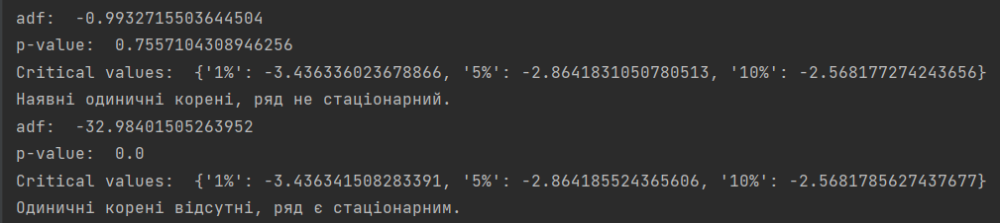 adf:  -0.9932715503644504
p-value:  0.7557104308946256
Critical values:  {'1%': -3.436336023678866, '5%': -2.8641831050780513, '10%': -2.568177274243656}
Наявні одиничні корені, ряд не стаціонарний.
adf:  -32.98401505263952
p-value:  0.0
Critical values:  {'1%': -3.436341508283391, '5%': -2.864185524365606, '10%': -2.5681785627437677}
Одиничні корені відсутні, ряд є стаціонарним.